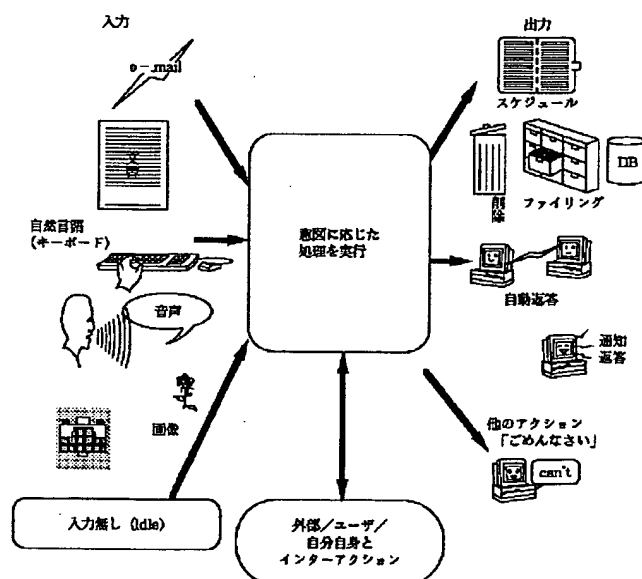 入力
e-mail
文書
自然言語
(キーボード)
音声
画像
入力無し (Idle)
意図に応じた
処理を実行
外部/ユーザ/
自分自身と
インターアクション
出力
スケジュール
削除
ファイリング
DB
自動返答
通知
返答
他のアクション
「ごめんなさい」
can't